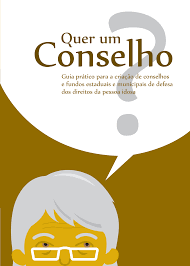 Quer um
Conselho
?
Guia prático para a criação de conselhos
e fundos estaduais e municipais de defesa
dos direitos da pessoa idosa